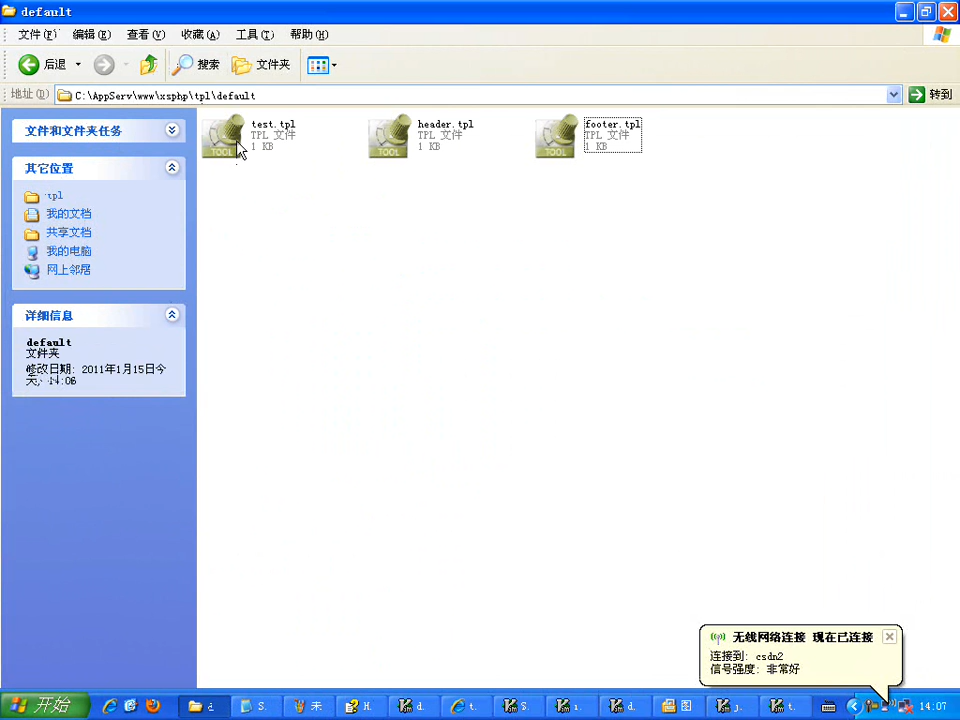 default
文件(F) 编辑(E) 查看(V) 收藏(A) 工具(T) 帮助(H)
后退 搜索 文件夹
地址(D) C:\AppServ\www\xsphp\tpl\default 转到
文件和文件夹任务
其它位置
tpl
我的文档
共享文档
我的电脑
网上邻居
详细信息
default
文件夹
修改日期: 2011年1月15日今
天, 14:06
test.tpl
TPL 文件
1 KB
TOOL
header.tpl
TPL 文件
1 KB
TOOL
footer.tpl
TPL 文件
1 KB
TOOL
无线网络连接 现在已连接
连接到: csdn2
信号强度: 非常好
开始 d S. 未 H. d. t. S. i. d. 图 j. t. 14:07